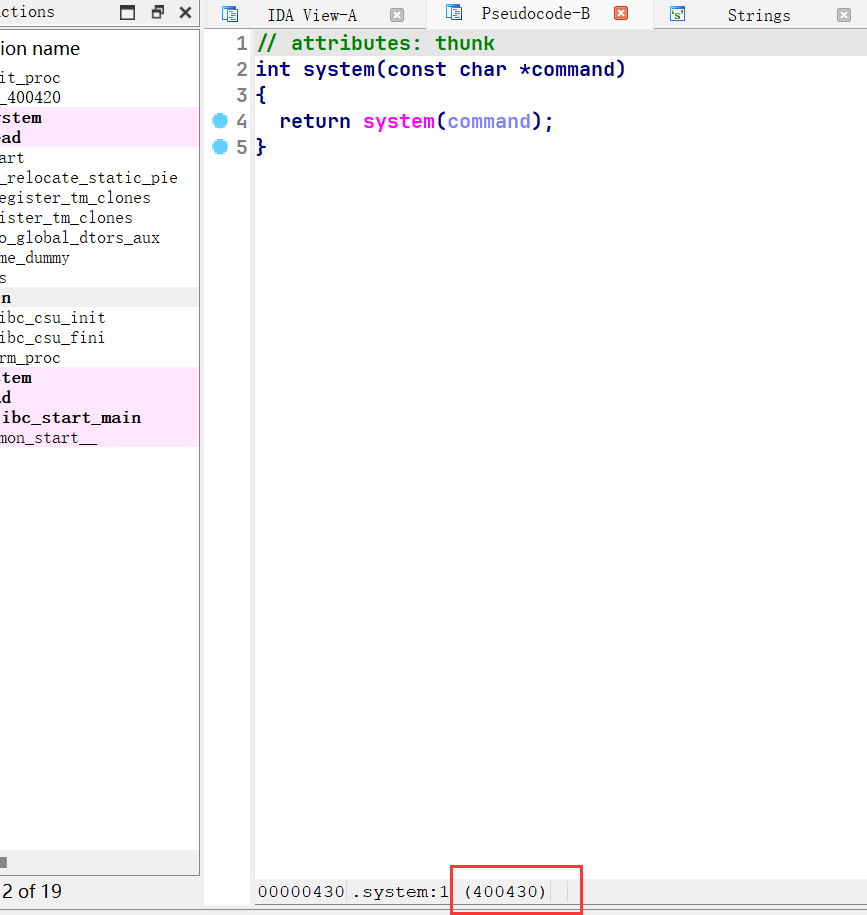 ctions
ion name
it_proc
_400420
ystem
ead
art
_relocate_static_pie
egister_tm_clones
ister_tm_clones
o_global_dtors_aux
me_dummy
s
n
ibc_csu_init
ibc_csu_fini
rm_proc
tem
d
ibc_start_main
mon_start__
2 of 19
IDA View-A
Pseudocode-B
Strings
1 // attributes: thunk
2 int system(const char *command)
3 {
4 return system(command);
5 }
00000430 .system:1 (400430)